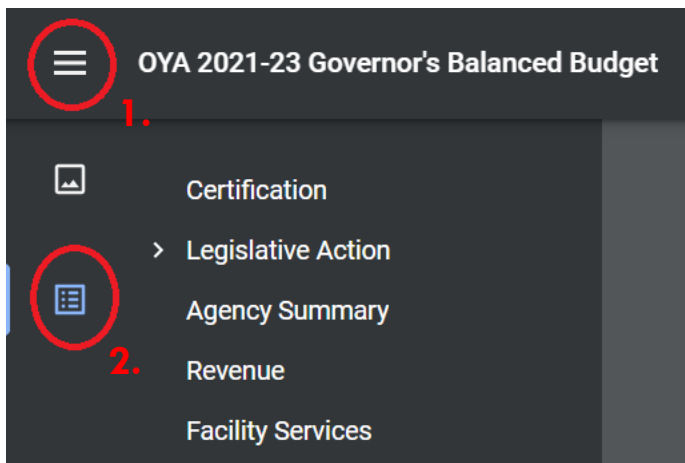 OYA 2021-23 Governor's Balanced Budget
1.
Certification
> Legislative Action
Agency Summary
2.
Revenue
Facility Services